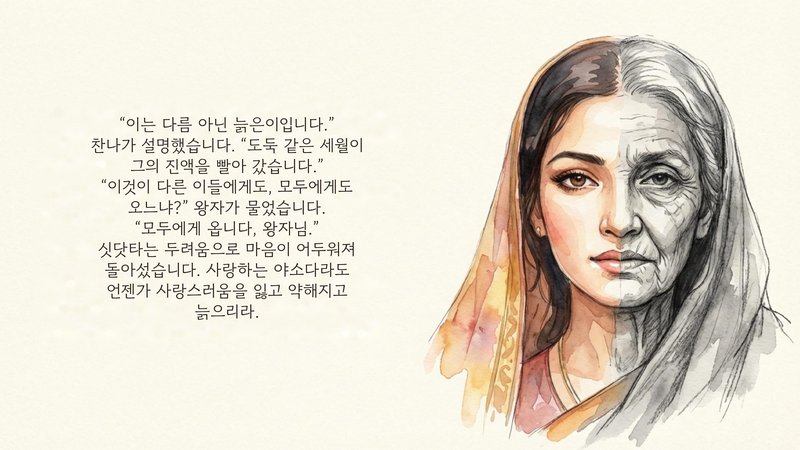 “이는 다름 아닌 늙은이입니다.”
찬나가 설명했습니다. “도둑 같은 세월이
그의 진액을 빨아 갔습니다.”
“이것이 다른 이들에게도, 모두에게도
오느냐?” 왕자가 물었습니다.
“모두에게 옵니다, 왕자님.”
싯닷타는 두려움으로 마음이 어두워져
돌아섰습니다. 사랑하는 야소다라도
언젠가 사랑스러움을 잃고 약해지고
늙으리라.